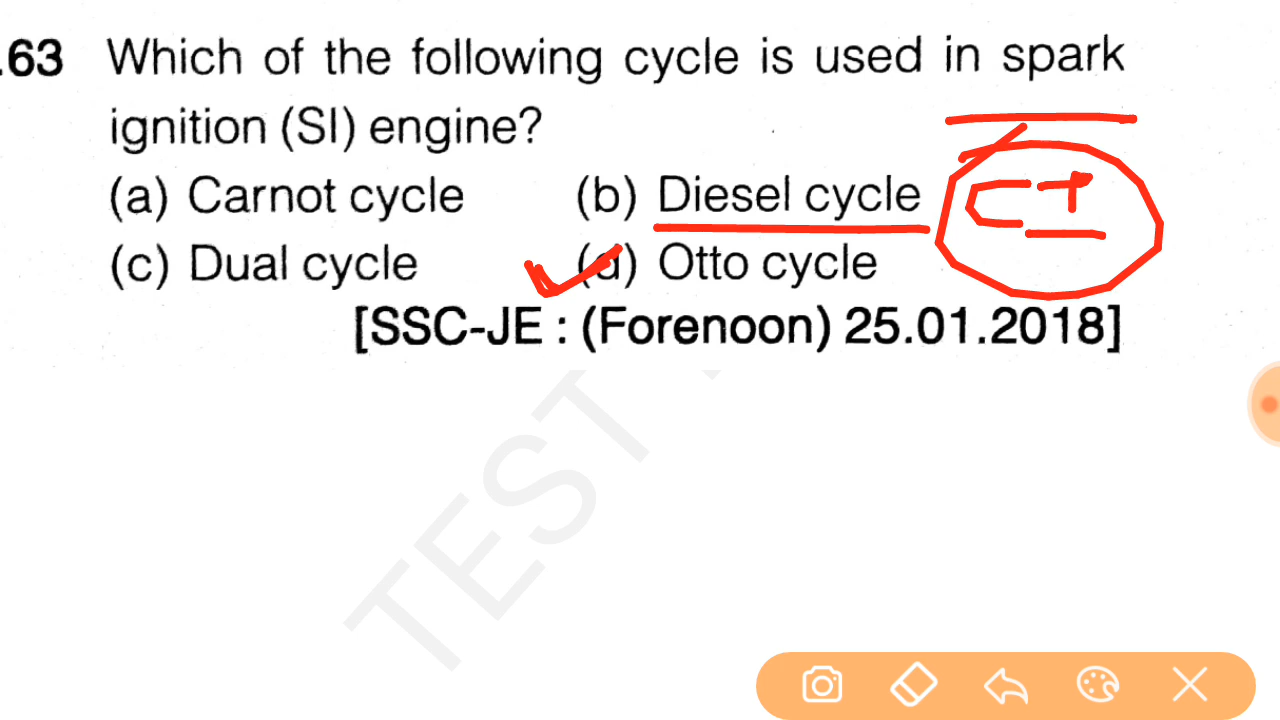 .63 Which of the following cycle is used in spark
ignition (SI) engine?
(a) Carnot cycle (b) Diesel cycle CI
(c) Dual cycle (d) Otto cycle
[SSC-JE : (Forenoon) 25.01.2018]
TEST